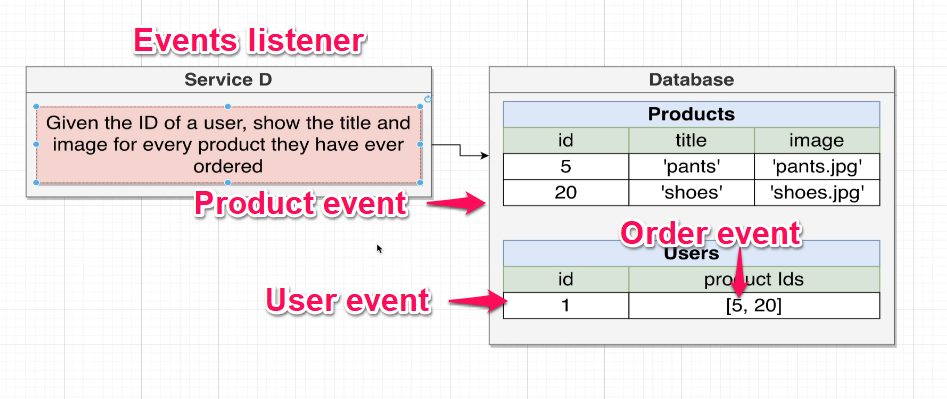 Events listener
Service D
Given the ID of a user, show the title and
image for every product they have ever
ordered
Database
Products
id title image
5 'pants' 'pants.jpg'
20 'shoes' 'shoes.jpg'
Product event
Order event
Users
id product Ids
User event
1 [5, 20]